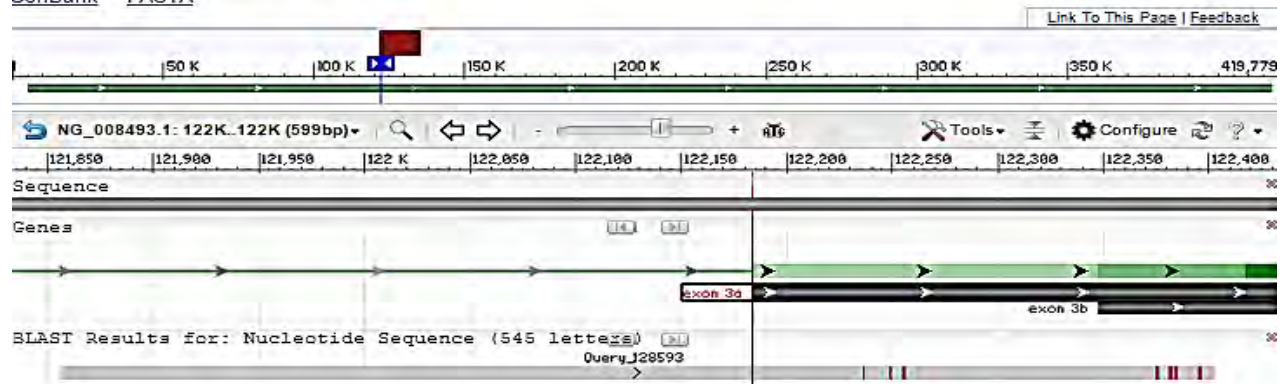 GenBank FASTA
Link To This Page | Feedback
50 K 100 K 150 K 200 K 250 K 300 K 350 K 419,779
NG_008493.1: 122K..122K (599bp) - + ATG Tools Configure ?
121,850 121,900 121,950 122 K 122,050 122,100 122,150 122,200 122,250 122,300 122,350 122,400
Sequence
Genes
exon 3a
exon 3b
BLAST Results for: Nucleotide Sequence (545 letters)
Query_128593